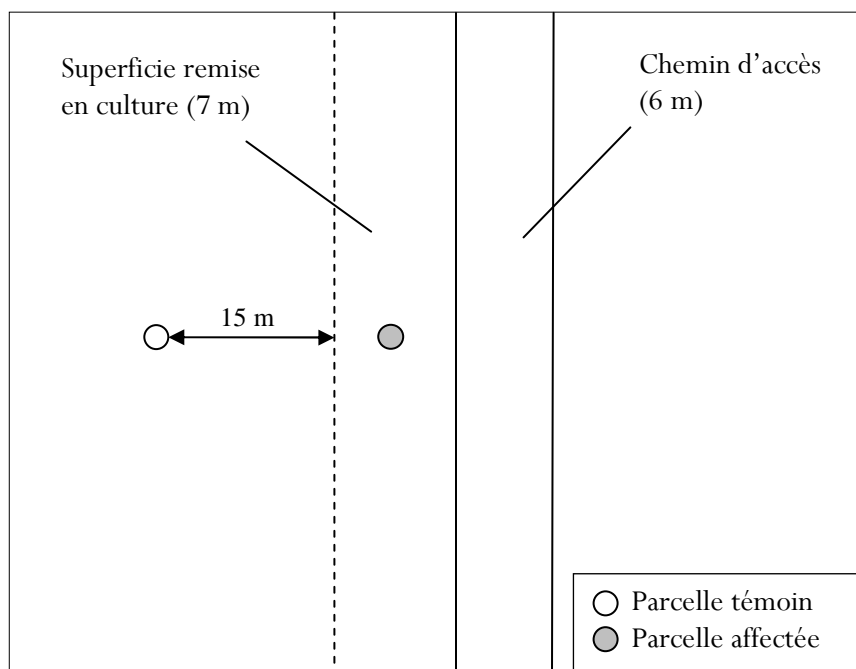 Superficie remise
en culture (7 m)
Chemin d'accès
(6 m)
15 m
Parcelle témoin
Parcelle affectée